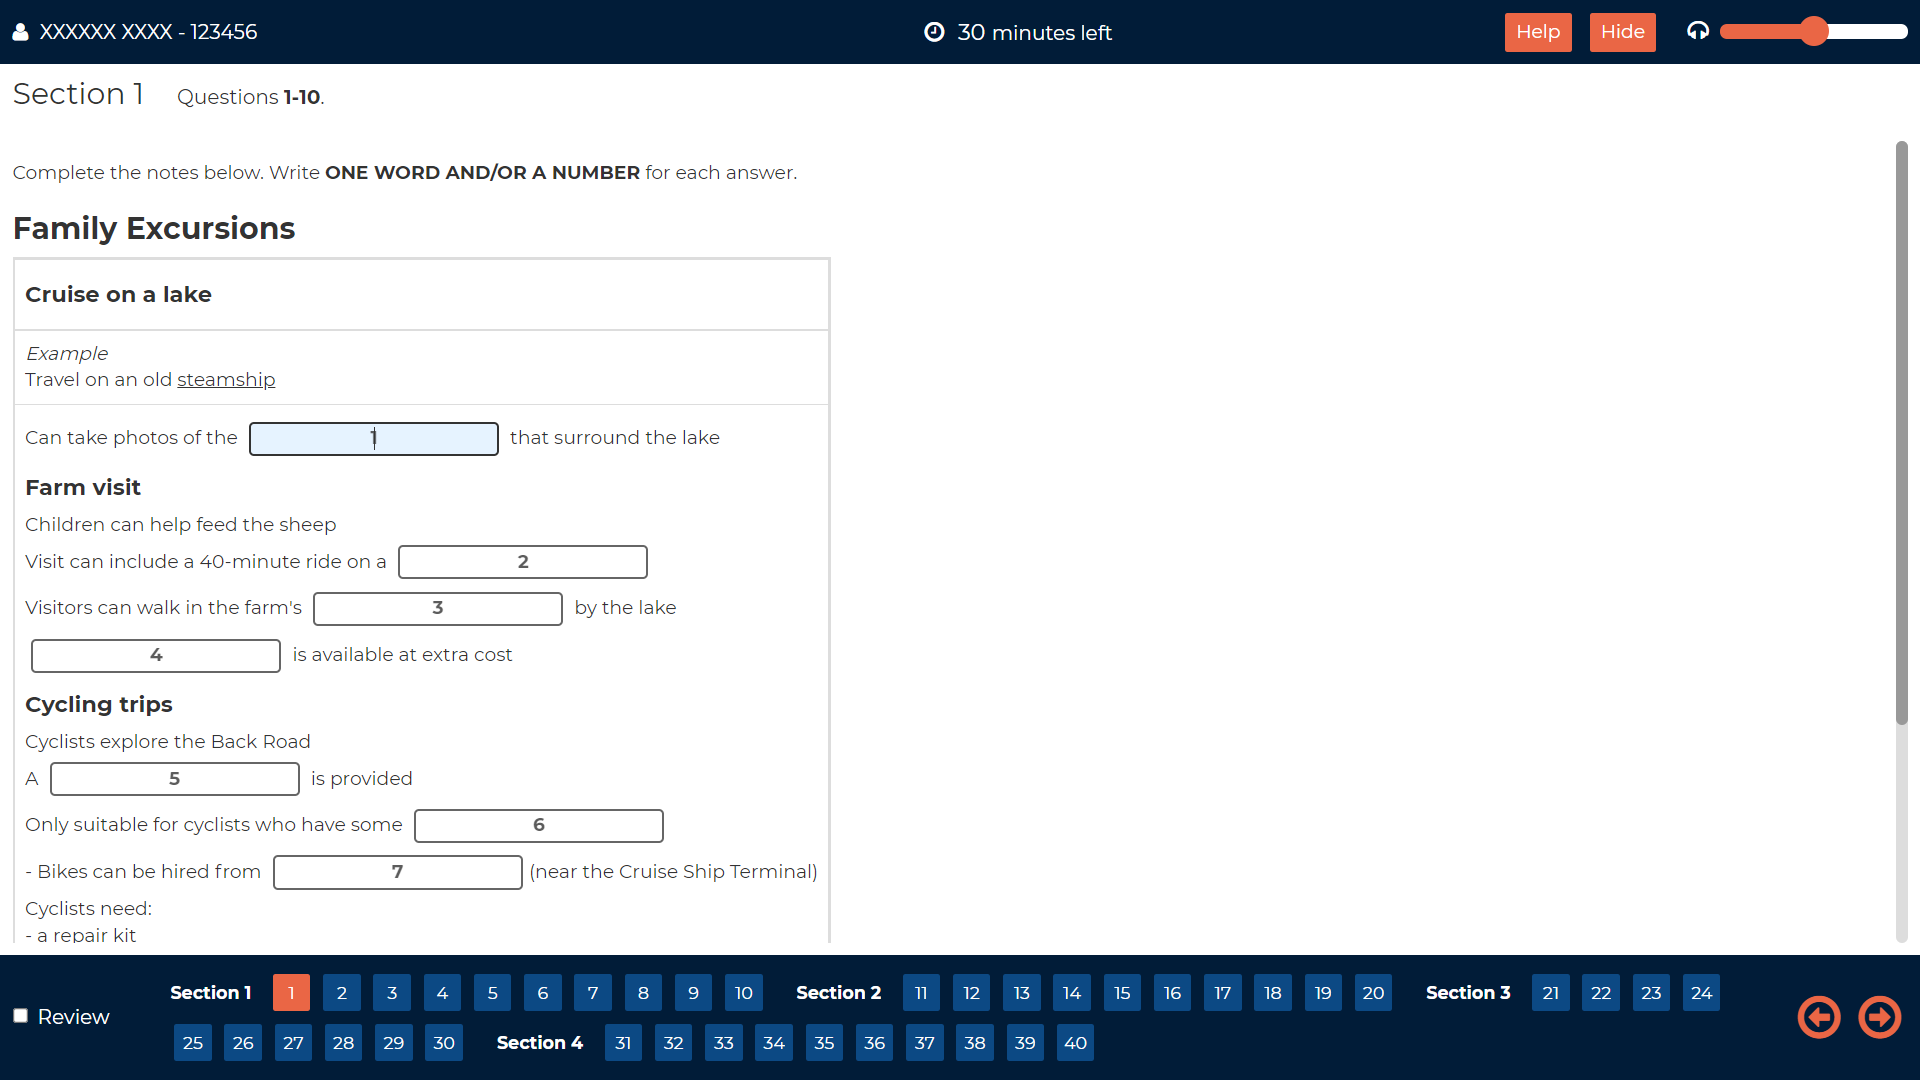 XXXXXX XXXX - 123456
30 minutes left
Help
Hide
Section 1 Questions 1-10.
Complete the notes below. Write ONE WORD AND/OR A NUMBER for each answer.
Family Excursions
Cruise on a lake
Example
Travel on an old steamship
Can take photos of the 1 that surround the lake
Farm visit
Children can help feed the sheep
Visit can include a 40-minute ride on a 2
Visitors can walk in the farm's 3 by the lake
4 is available at extra cost
Cycling trips
Cyclists explore the Back Road
A 5 is provided
Only suitable for cyclists who have some 6
- Bikes can be hired from 7 (near the Cruise Ship Terminal)
Cyclists need:
- a repair kit
Review
Section 1 1 2 3 4 5 6 7 8 9 10 Section 2 11 12 13 14 15 16 17 18 19 20 Section 3 21 22 23 24
25 26 27 28 29 30 Section 4 31 32 33 34 35 36 37 38 39 40